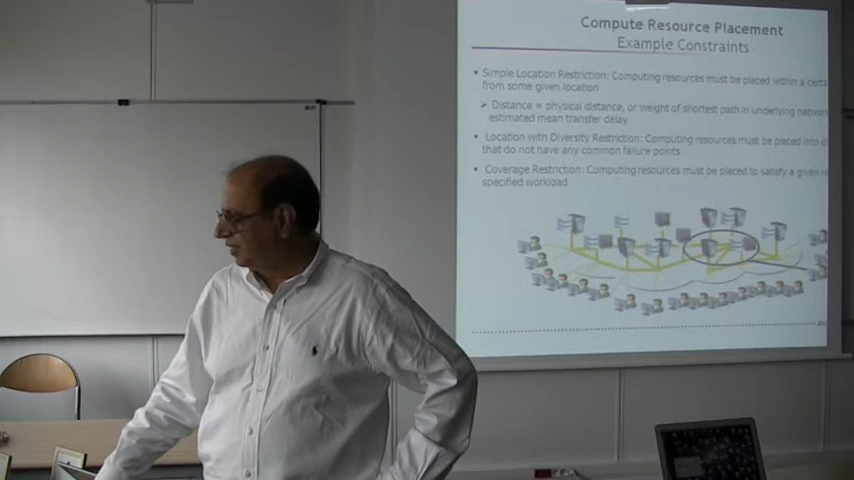 Compute Resource Placement
Example Constraints
• Simple Location Restriction: Computing resources must be placed within a certa
from some given location
➢ Distance = physical distance, or weight of shortest path in underlying network
estimated mean transfer delay
• Location with Diversity Restriction: Computing resources must be placed into d
that do not have any common failure points
• Coverage Restriction: Computing resources must be placed to satisfy a given re
specified workload